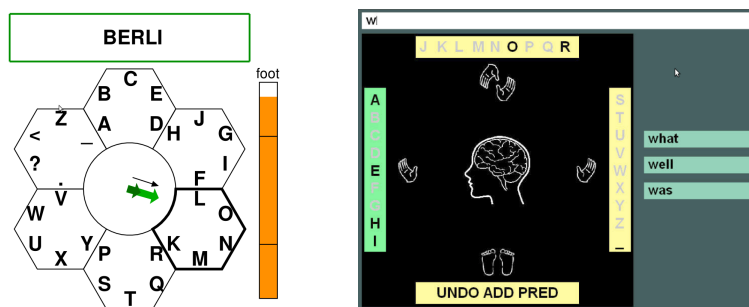 BERLI
foot
B C E
A D
Z
< _
? .
J
H G
I
F
W V
U Y
X
L
O
K N
M
P R
S Q
T
w
J K L M N O P Q R
A
B
C
D
E
F
G
H
I
S
T
U
V
W
X
Y
Z
_
what
well
was
UNDO ADD PRED